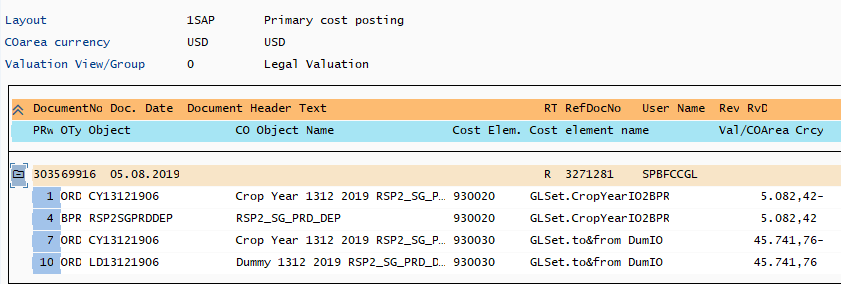 Layout 1SAP Primary cost posting
COarea currency USD USD
Valuation View/Group 0 Legal Valuation
DocumentNo Doc. Date Document Header Text RT RefDocNo User Name Rev RvD
PRw OTy Object CO Object Name Cost Elem. Cost element name Val/COArea Crcy
303569916 05.08.2019 R 3271281 SPBFCCGL
1 ORD CY13121906 Crop Year 1312 2019 RSP2_SG_P… 930020 GLSet.CropYearIO2BPR 5.082,42-
4 BPR RSP2SGPRDDEP RSP2_SG_PRD_DEP 930020 GLSet.CropYearIO2BPR 5.082,42
7 ORD CY13121906 Crop Year 1312 2019 RSP2_SG_P… 930030 GLSet.to&from DumIO 45.741,76-
10 ORD LD13121906 Dummy 1312 2019 RSP2_SG_PRD_D… 930030 GLSet.to&from DumIO 45.741,76